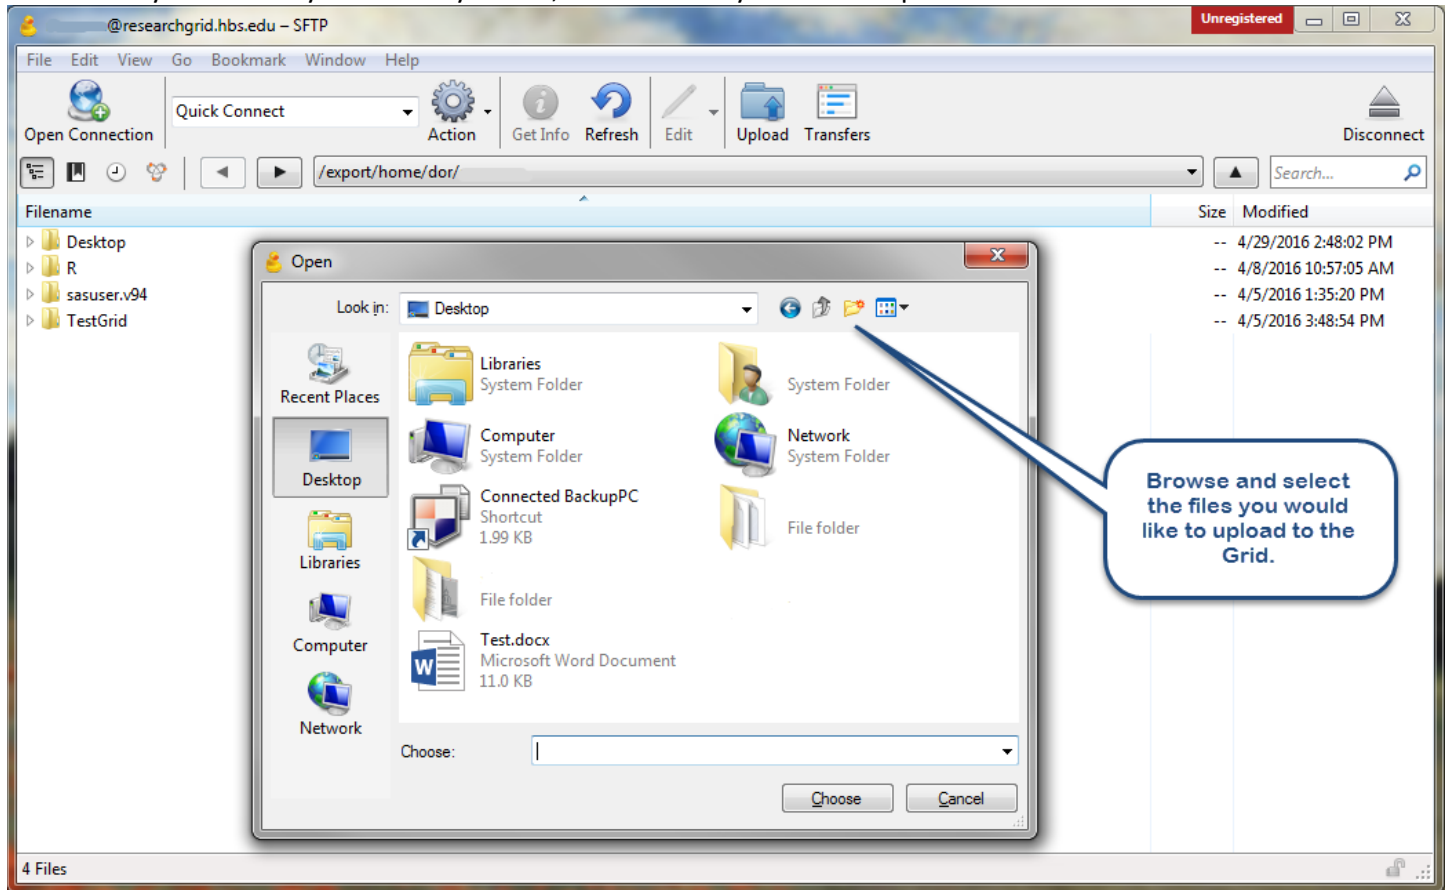 @researchgrid.hbs.edu – SFTP
Unregistered
File Edit View Go Bookmark Window Help
Open Connection
Quick Connect
Action
Get Info
Refresh
Edit
Upload
Transfers
Disconnect
/export/home/dor/
Search...
Filename
Size
Modified
Desktop
-- 4/29/2016 2:48:02 PM
R
-- 4/8/2016 10:57:05 AM
sasuser.v94
-- 4/5/2016 1:35:20 PM
TestGrid
-- 4/5/2016 3:48:54 PM
Open
Look in:
Desktop
Recent Places
Desktop
Libraries
Computer
Network
Libraries
System Folder
System Folder
Computer
System Folder
Network
System Folder
Connected BackupPC
Shortcut
1.99 KB
File folder
File folder
Test.docx
Microsoft Word Document
11.0 KB
Choose:
Choose
Cancel
Browse and select
the files you would
like to upload to the
Grid.
4 Files